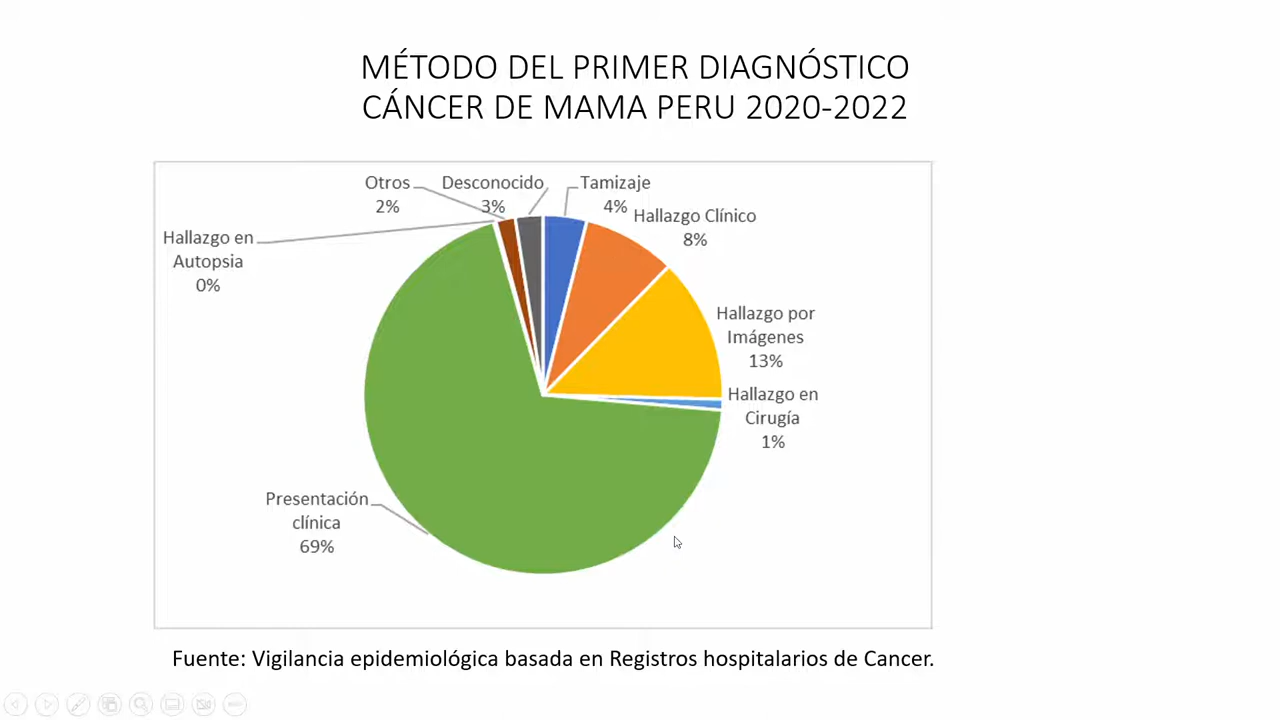 MÉTODO DEL PRIMER DIAGNÓSTICO
CÁNCER DE MAMA PERU 2020-2022
Otros
2%
Desconocido
3%
Tamizaje
4%
Hallazgo Clínico
8%
Hallazgo en
Autopsia
0%
Hallazgo por
Imágenes
13%
Hallazgo en
Cirugía
1%
Presentación
clínica
69%
Fuente: Vigilancia epidemiológica basada en Registros hospitalarios de Cancer.